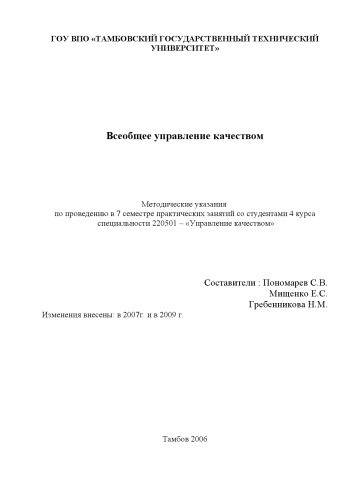 ГОУ ВПО «ТАМБОВСКИЙ ГОСУДАРСТВЕННЫЙ ТЕХНИЧЕСКИЙ
УНИВЕРСИТЕТ»
Всеобщее управление качеством
Методические указания
по проведению в 7 семестре практических занятий со студентами 4 курса
специальности 220501 – «Управление качеством»
Составители : Пономарев С.В.
Мищенко Е.С.
Гребенникова Н.М.
Изменения внесены: в 2007г. и в 2009 г.
Тамбов 2006